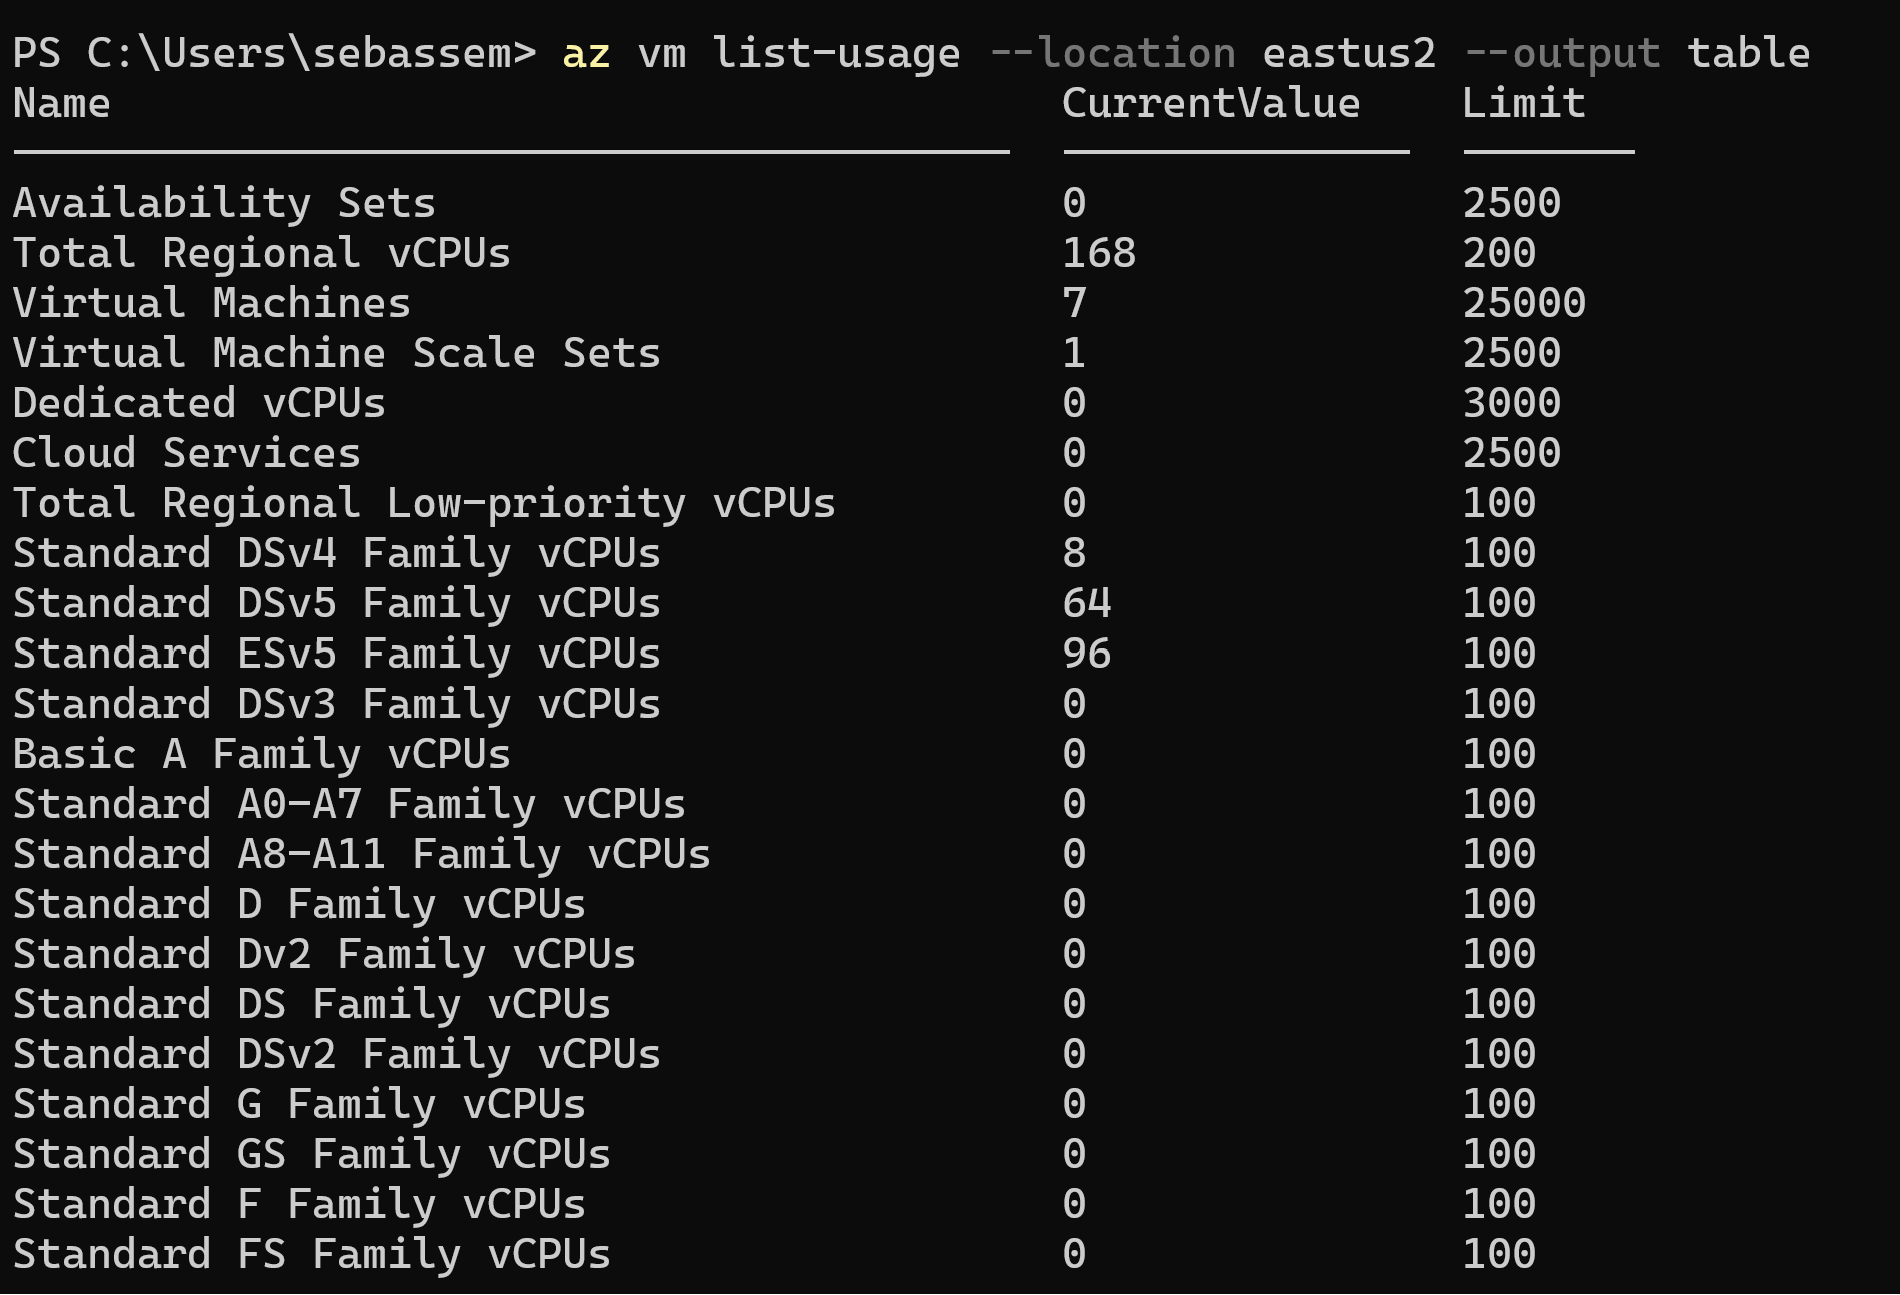 PS C:\Users\sebassem> az vm list-usage --location eastus2 --output table
Name CurrentValue Limit
Availability Sets 0 2500
Total Regional vCPUs 168 200
Virtual Machines 7 25000
Virtual Machine Scale Sets 1 2500
Dedicated vCPUs 0 3000
Cloud Services 0 2500
Total Regional Low-priority vCPUs 0 100
Standard DSv4 Family vCPUs 8 100
Standard DSv5 Family vCPUs 64 100
Standard ESv5 Family vCPUs 96 100
Standard DSv3 Family vCPUs 0 100
Basic A Family vCPUs 0 100
Standard A0-A7 Family vCPUs 0 100
Standard A8-A11 Family vCPUs 0 100
Standard D Family vCPUs 0 100
Standard Dv2 Family vCPUs 0 100
Standard DS Family vCPUs 0 100
Standard DSv2 Family vCPUs 0 100
Standard G Family vCPUs 0 100
Standard GS Family vCPUs 0 100
Standard F Family vCPUs 0 100
Standard FS Family vCPUs 0 100